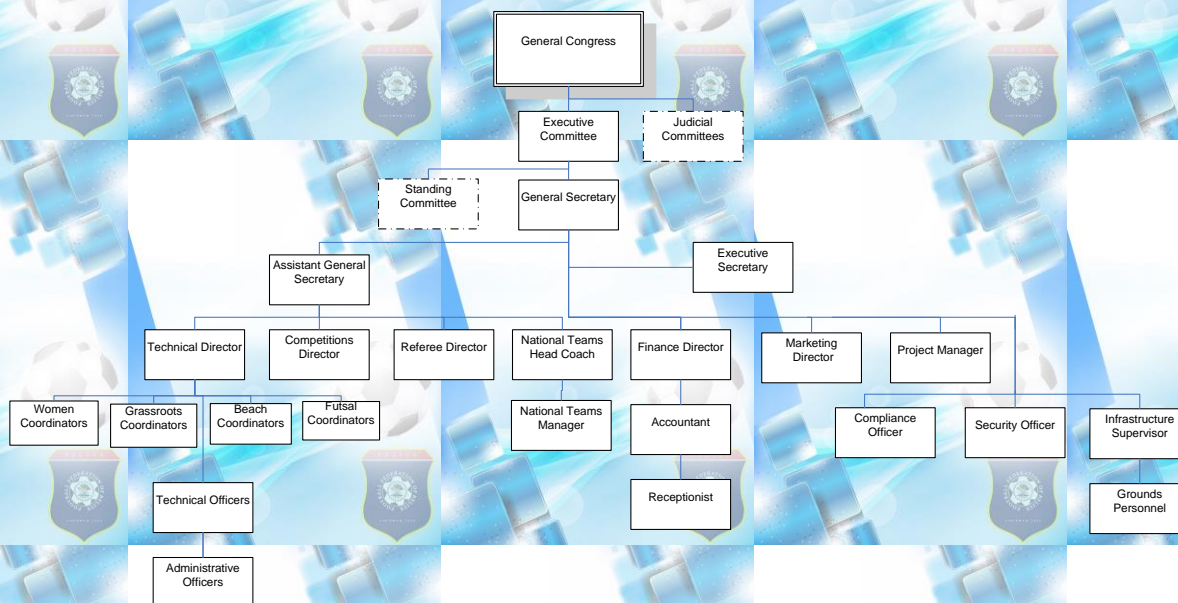 General Congress
Executive
Committee
Judicial
Committees
Standing
Committee
General Secretary
Executive
Secretary
Assistant General
Secretary
Technical Director
Competitions
Director
Referee Director
National Teams
Head Coach
Finance Director
Marketing
Director
Project Manager
Women
Coordinators
Grassroots
Coordinators
Beach
Coordinators
Futsal
Coordinators
National Teams
Manager
Accountant
Compliance
Officer
Security Officer
Infrastructure
Supervisor
Technical Officers
Receptionist
Grounds
Personnel
Administrative
Officers